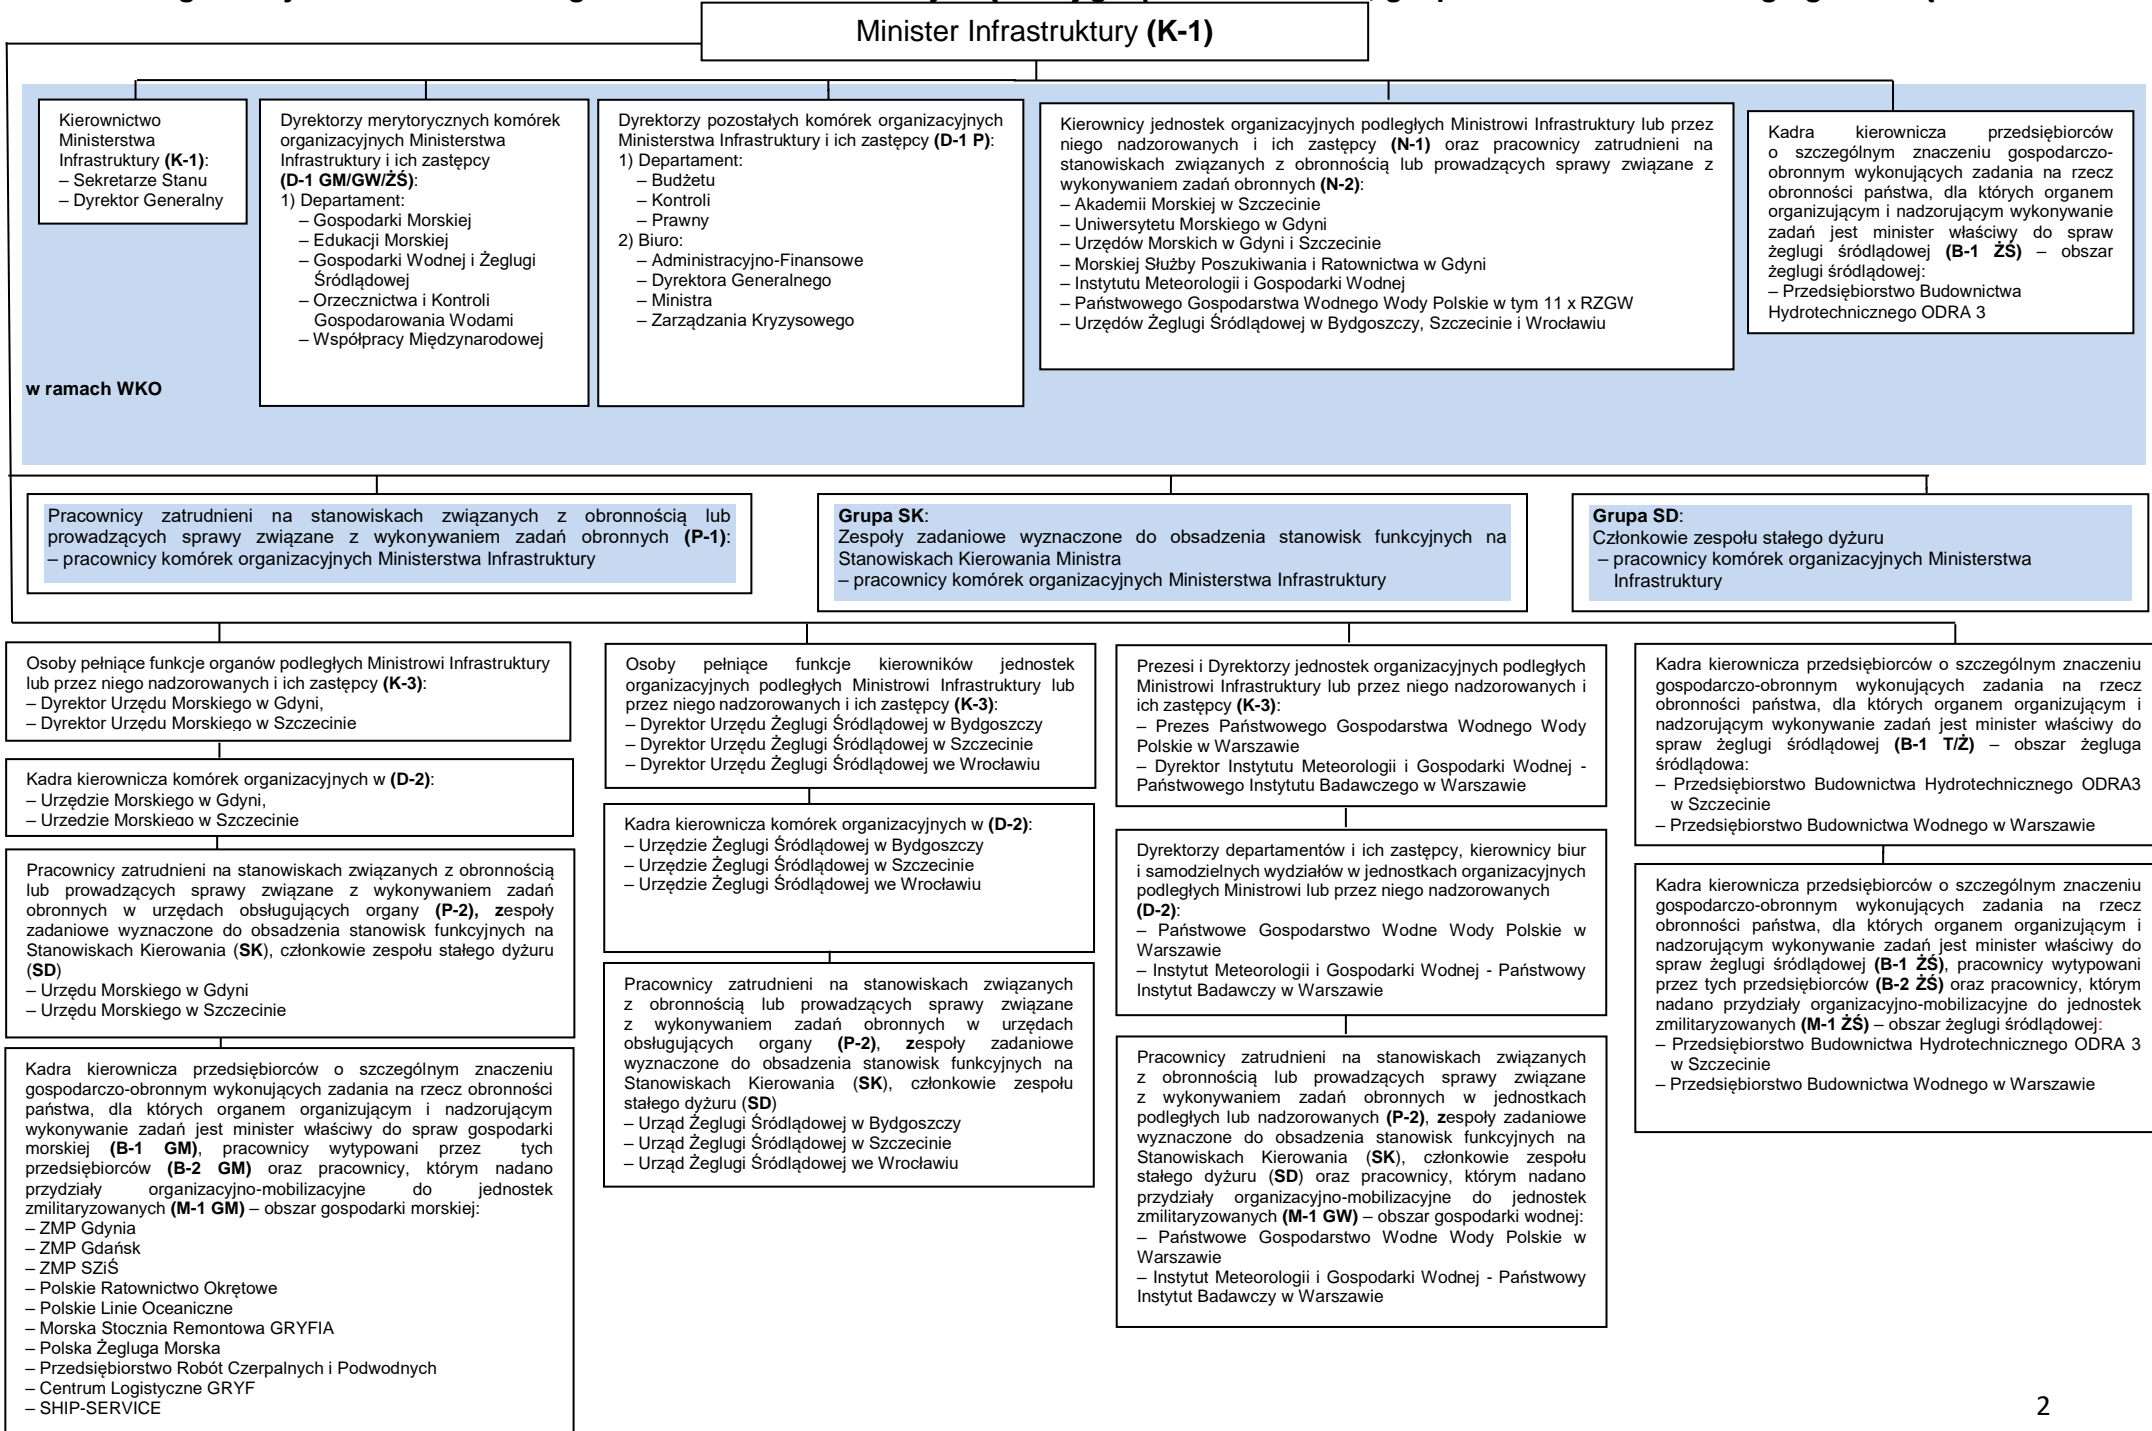 Minister Infrastruktury (K-1)
Kierownictwo
Ministerstwa
Infrastruktury (K-1):
– Sekretarze Stanu
– Dyrektor Generalny
Dyrektorzy merytorycznych komórek
organizacyjnych Ministerstwa
Infrastruktury i ich zastępcy
(D-1 GM/GW/ŻŚ):
1) Departament:
– Gospodarki Morskiej
– Edukacji Morskiej
– Gospodarki Wodnej i Żeglugi
Śródlądowej
– Orzecznictwa i Kontroli
Gospodarowania Wodami
– Współpracy Międzynarodowej
Dyrektorzy pozostałych komórek organizacyjnych
Ministerstwa Infrastruktury i ich zastępcy (D-1 P):
1) Departament:
– Budżetu
– Kontroli
– Prawny
2) Biuro:
– Administracyjno-Finansowe
– Dyrektora Generalnego
– Ministra
– Zarządzania Kryzysowego
Kierownicy jednostek organizacyjnych podległych Ministrowi Infrastruktury lub przez
niego nadzorowanych i ich zastępcy (N-1) oraz pracownicy zatrudnieni na
stanowiskach związanych z obronnością lub prowadzących sprawy związane z
wykonywaniem zadań obronnych (N-2):
– Akademii Morskiej w Szczecinie
– Uniwersytetu Morskiego w Gdyni
– Urzędów Morskich w Gdyni i Szczecinie
– Morskiej Służby Poszukiwania i Ratownictwa w Gdyni
– Instytutu Meteorologii i Gospodarki Wodnej
– Państwowego Gospodarstwa Wodnego Wody Polskie w tym 11 x RZGW
– Urzędów Żeglugi Śródlądowej w Bydgoszczy, Szczecinie i Wrocławiu
Kadra kierownicza przedsiębiorców
o szczególnym znaczeniu gospodarczo-
obronnym wykonujących zadania na rzecz
obronności państwa, dla których organem
organizującym i nadzorującym wykonywanie
zadań jest minister właściwy do spraw
żeglugi śródlądowej (B-1 ŻŚ) – obszar
żeglugi śródlądowej:
– Przedsiębiorstwo Budownictwa
Hydrotechnicznego ODRA 3
w ramach WKO
Pracownicy zatrudnieni na stanowiskach związanych z obronnością lub
prowadzących sprawy związane z wykonywaniem zadań obronnych (P-1):
– pracownicy komórek organizacyjnych Ministerstwa Infrastruktury
Grupa SK:
Zespoły zadaniowe wyznaczone do obsadzenia stanowisk funkcyjnych na
Stanowiskach Kierowania Ministra
– pracownicy komórek organizacyjnych Ministerstwa Infrastruktury
Grupa SD:
Członkowie zespołu stałego dyżuru
– pracownicy komórek organizacyjnych Ministerstwa
Infrastruktury
Osoby pełniące funkcje organów podległych Ministrowi Infrastruktury
lub przez niego nadzorowanych i ich zastępcy (K-3):
– Dyrektor Urzędu Morskiego w Gdyni,
– Dyrektor Urzędu Morskiego w Szczecinie
Kadra kierownicza komórek organizacyjnych w (D-2):
– Urzędzie Morskiego w Gdyni,
– Urzędzie Morskiego w Szczecinie
Pracownicy zatrudnieni na stanowiskach związanych z obronnością
lub prowadzących sprawy związane z wykonywaniem zadań
obronnych w urzędach obsługujących organy (P-2), zespoły
zadaniowe wyznaczone do obsadzenia stanowisk funkcyjnych na
Stanowiskach Kierowania (SK), członkowie zespołu stałego dyżuru
(SD)
– Urzędu Morskiego w Gdyni
– Urzędu Morskiego w Szczecinie
Kadra kierownicza przedsiębiorców o szczególnym znaczeniu
gospodarczo-obronnym wykonujących zadania na rzecz obronności
państwa, dla których organem organizującym i nadzorującym
wykonywanie zadań jest minister właściwy do spraw gospodarki
morskiej (B-1 GM), pracownicy wytypowani przez tych
przedsiębiorców (B-2 GM) oraz pracownicy, którym nadano
przydziały organizacyjno-mobilizacyjne do jednostek
zmilitaryzowanych (M-1 GM) – obszar gospodarki morskiej:
– ZMP Gdynia
– ZMP Gdańsk
– ZMP SZiŚ
– Polskie Ratownictwo Okrętowe
– Polskie Linie Oceaniczne
– Morska Stocznia Remontowa GRYFIA
– Polska Żegluga Morska
– Przedsiębiorstwo Robót Czerpalnych i Podwodnych
– Centrum Logistyczne GRYF
– SHIP-SERVICE
Osoby pełniące funkcje kierowników jednostek
organizacyjnych podległych Ministrowi Infrastruktury lub
przez niego nadzorowanych i ich zastępcy (K-3):
– Dyrektor Urzędu Żeglugi Śródlądowej w Bydgoszczy
– Dyrektor Urzędu Żeglugi Śródlądowej w Szczecinie
– Dyrektor Urzędu Żeglugi Śródlądowej we Wrocławiu
Kadra kierownicza komórek organizacyjnych w (D-2):
– Urzędzie Żeglugi Śródlądowej w Bydgoszczy
– Urzędzie Żeglugi Śródlądowej w Szczecinie
– Urzędzie Żeglugi Śródlądowej we Wrocławiu
Pracownicy zatrudnieni na stanowiskach związanych
z obronnością lub prowadzących sprawy związane
z wykonywaniem zadań obronnych w urzędach
obsługujących organy (P-2), zespoły zadaniowe
wyznaczone do obsadzenia stanowisk funkcyjnych na
Stanowiskach Kierowania (SK), członkowie zespołu
stałego dyżuru (SD)
– Urząd Żeglugi Śródlądowej w Bydgoszczy
– Urząd Żeglugi Śródlądowej w Szczecinie
– Urząd Żeglugi Śródlądowej we Wrocławiu
Prezesi i Dyrektorzy jednostek organizacyjnych podległych
Ministrowi Infrastruktury lub przez niego nadzorowanych i
ich zastępcy (K-3):
– Prezes Państwowego Gospodarstwa Wodnego Wody
Polskie w Warszawie
– Dyrektor Instytutu Meteorologii i Gospodarki Wodnej -
Państwowego Instytutu Badawczego w Warszawie
Dyrektorzy departamentów i ich zastępcy, kierownicy biur
i samodzielnych wydziałów w jednostkach organizacyjnych
podległych Ministrowi lub przez niego nadzorowanych
(D-2):
– Państwowe Gospodarstwo Wodne Wody Polskie w
Warszawie
– Instytut Meteorologii i Gospodarki Wodnej - Państwowy
Instytut Badawczy w Warszawie
Pracownicy zatrudnieni na stanowiskach związanych
z obronnością lub prowadzących sprawy związane
z wykonywaniem zadań obronnych w jednostkach
podległych lub nadzorowanych (P-2), zespoły zadaniowe
wyznaczone do obsadzenia stanowisk funkcyjnych na
Stanowiskach Kierowania (SK), członkowie zespołu
stałego dyżuru (SD) oraz pracownicy, którym nadano
przydziały organizacyjno-mobilizacyjne do jednostek
zmilitaryzowanych (M-1 GW) – obszar gospodarki wodnej:
– Państwowe Gospodarstwo Wodne Wody Polskie w
Warszawie
– Instytut Meteorologii i Gospodarki Wodnej - Państwowy
Instytut Badawczy w Warszawie
Kadra kierownicza przedsiębiorców o szczególnym znaczeniu
gospodarczo-obronnym wykonujących zadania na rzecz
obronności państwa, dla których organem organizującym i
nadzorującym wykonywanie zadań jest minister właściwy do
spraw żeglugi śródlądowej (B-1 T/Ż) – obszar żegluga
śródlądowa:
– Przedsiębiorstwo Budownictwa Hydrotechnicznego ODRA3
w Szczecinie
– Przedsiębiorstwo Budownictwa Wodnego w Warszawie
Kadra kierownicza przedsiębiorców o szczególnym znaczeniu
gospodarczo-obronnym wykonujących zadania na rzecz
obronności państwa, dla których organem organizującym i
nadzorującym wykonywanie zadań jest minister właściwy do
spraw żeglugi śródlądowej (B-1 ŻŚ), pracownicy wytypowani
przez tych przedsiębiorców (B-2 ŻŚ) oraz pracownicy, którym
nadano przydziały organizacyjno-mobilizacyjne do jednostek
zmilitaryzowanych (M-1 ŻŚ) – obszar żeglugi śródlądowej:
– Przedsiębiorstwo Budownictwa Hydrotechnicznego ODRA 3
w Szczecinie
– Przedsiębiorstwo Budownictwa Wodnego w Warszawie
2